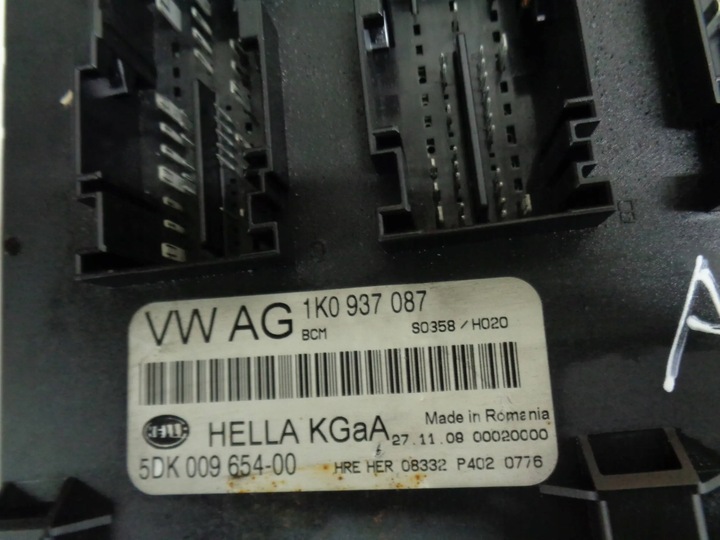 VW AG 1K0 937 087
BCM S0358 / H020
HELLA
HELLA KGaA
Made in Romania
27.11.09 00020000
5DK 009 654-00
HRE HER 08332 P402 0776
A